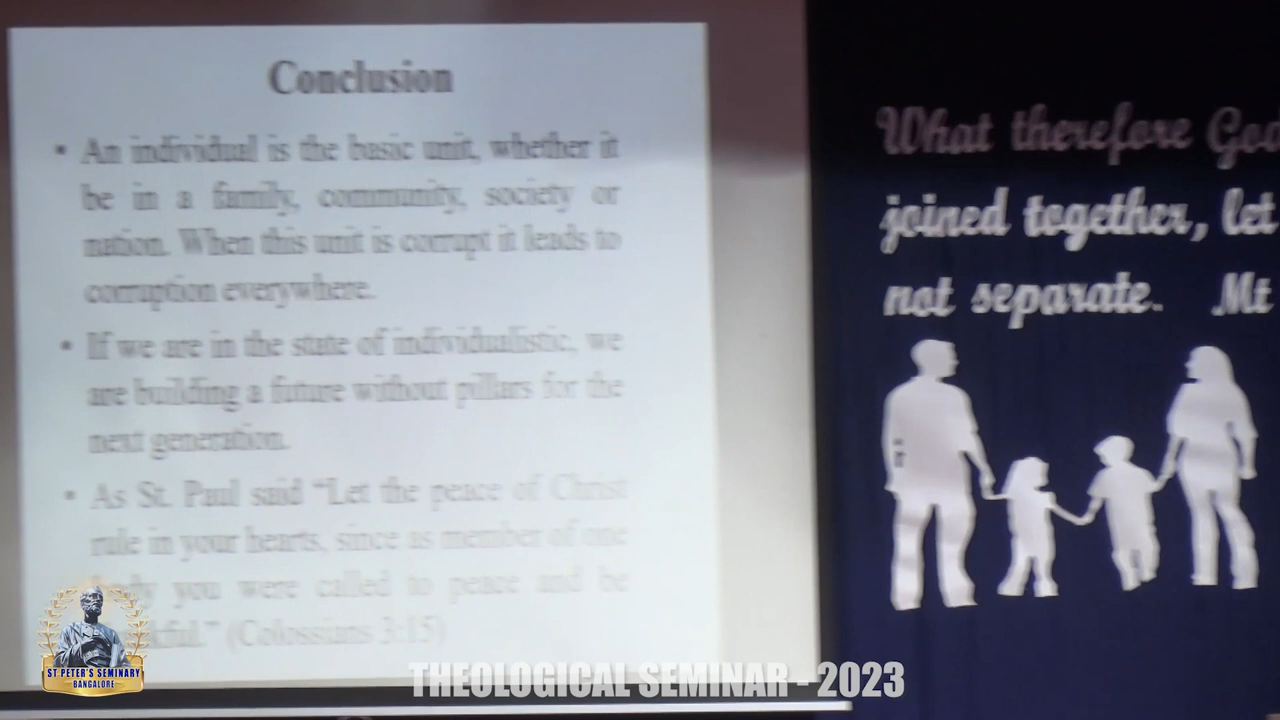 Conclusion
• An individual is the basic unit, whether it
be in a family, community, society or
nation. When this unit is corrupt it leads to
corruption everywhere.
• If we are in the state of individualistic, we
are building a future without pillars for the
next generation.
• As St. Paul said “Let the peace of Christ
rule in your hearts, since as member of one
you were called to peace and be
kful.” (Colossians 3:15)
What therefore God
joined together, let
not separate. Mt
ST PETER'S SEMINARY
BANGALORE
THEOLOGICAL SEMINAR - 2023